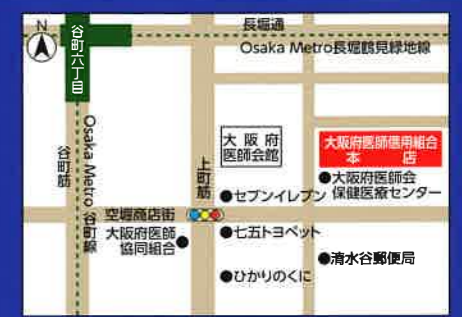 N
谷町六丁目
長堀通
Osaka Metro長堀鶴見緑地線
谷町筋
Osaka Metro 谷町線
上町筋
大阪府
医師会館
大阪府医師信用組合
本店
●大阪府医師会
保健医療センター
●セブンイレブン
空堀商店街
大阪府医師
協同組合●
●七五トヨペット
●清水谷郵便局
●ひかりのくに